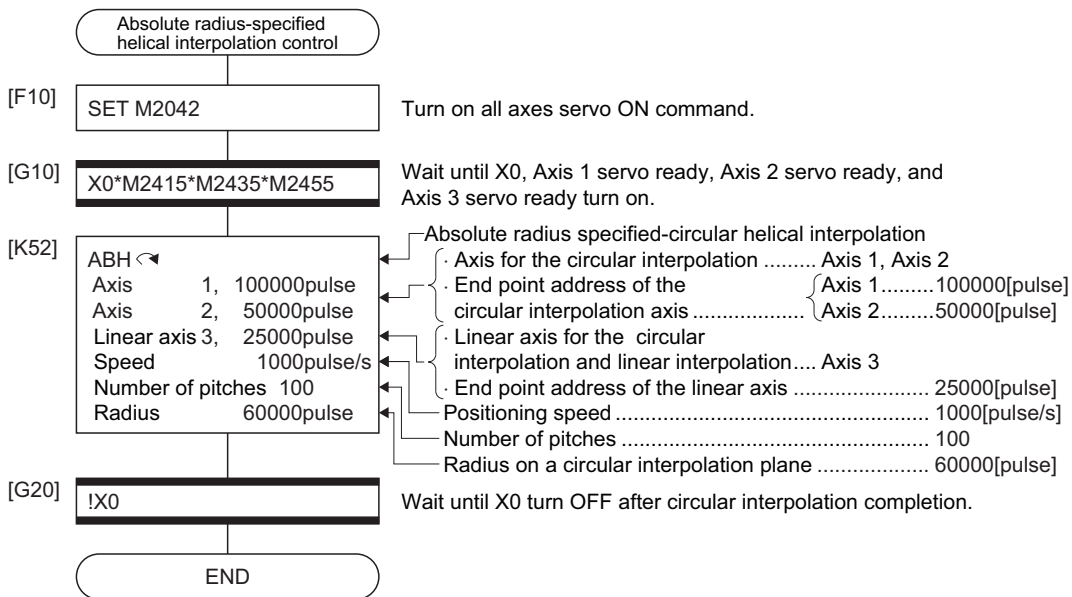 Absolute radius-specified
helical interpolation control
[F10]
SET M2042
Turn on all axes servo ON command.
[G10]
X0*M2415*M2435*M2455
Wait until X0, Axis 1 servo ready, Axis 2 servo ready, and
Axis 3 servo ready turn on.
[K52]
ABH
Axis 1, 100000pulse
Axis 2, 50000pulse
Linear axis 3, 25000pulse
Speed 1000pulse/s
Number of pitches 100
Radius 60000pulse
Absolute radius specified-circular helical interpolation
· Axis for the circular interpolation ......... Axis 1, Axis 2
· End point address of the
circular interpolation axis ................... Axis 1.........100000[pulse]
Axis 2.........50000[pulse]
· Linear axis for the circular
interpolation and linear interpolation.... Axis 3
· End point address of the linear axis ................... 25000[pulse]
Positioning speed ............................................. 1000[pulse/s]
Number of pitches ............................................ 100
Radius on a circular interpolation plane ................... 60000[pulse]
[G20]
!X0
Wait until X0 turn OFF after circular interpolation completion.
END